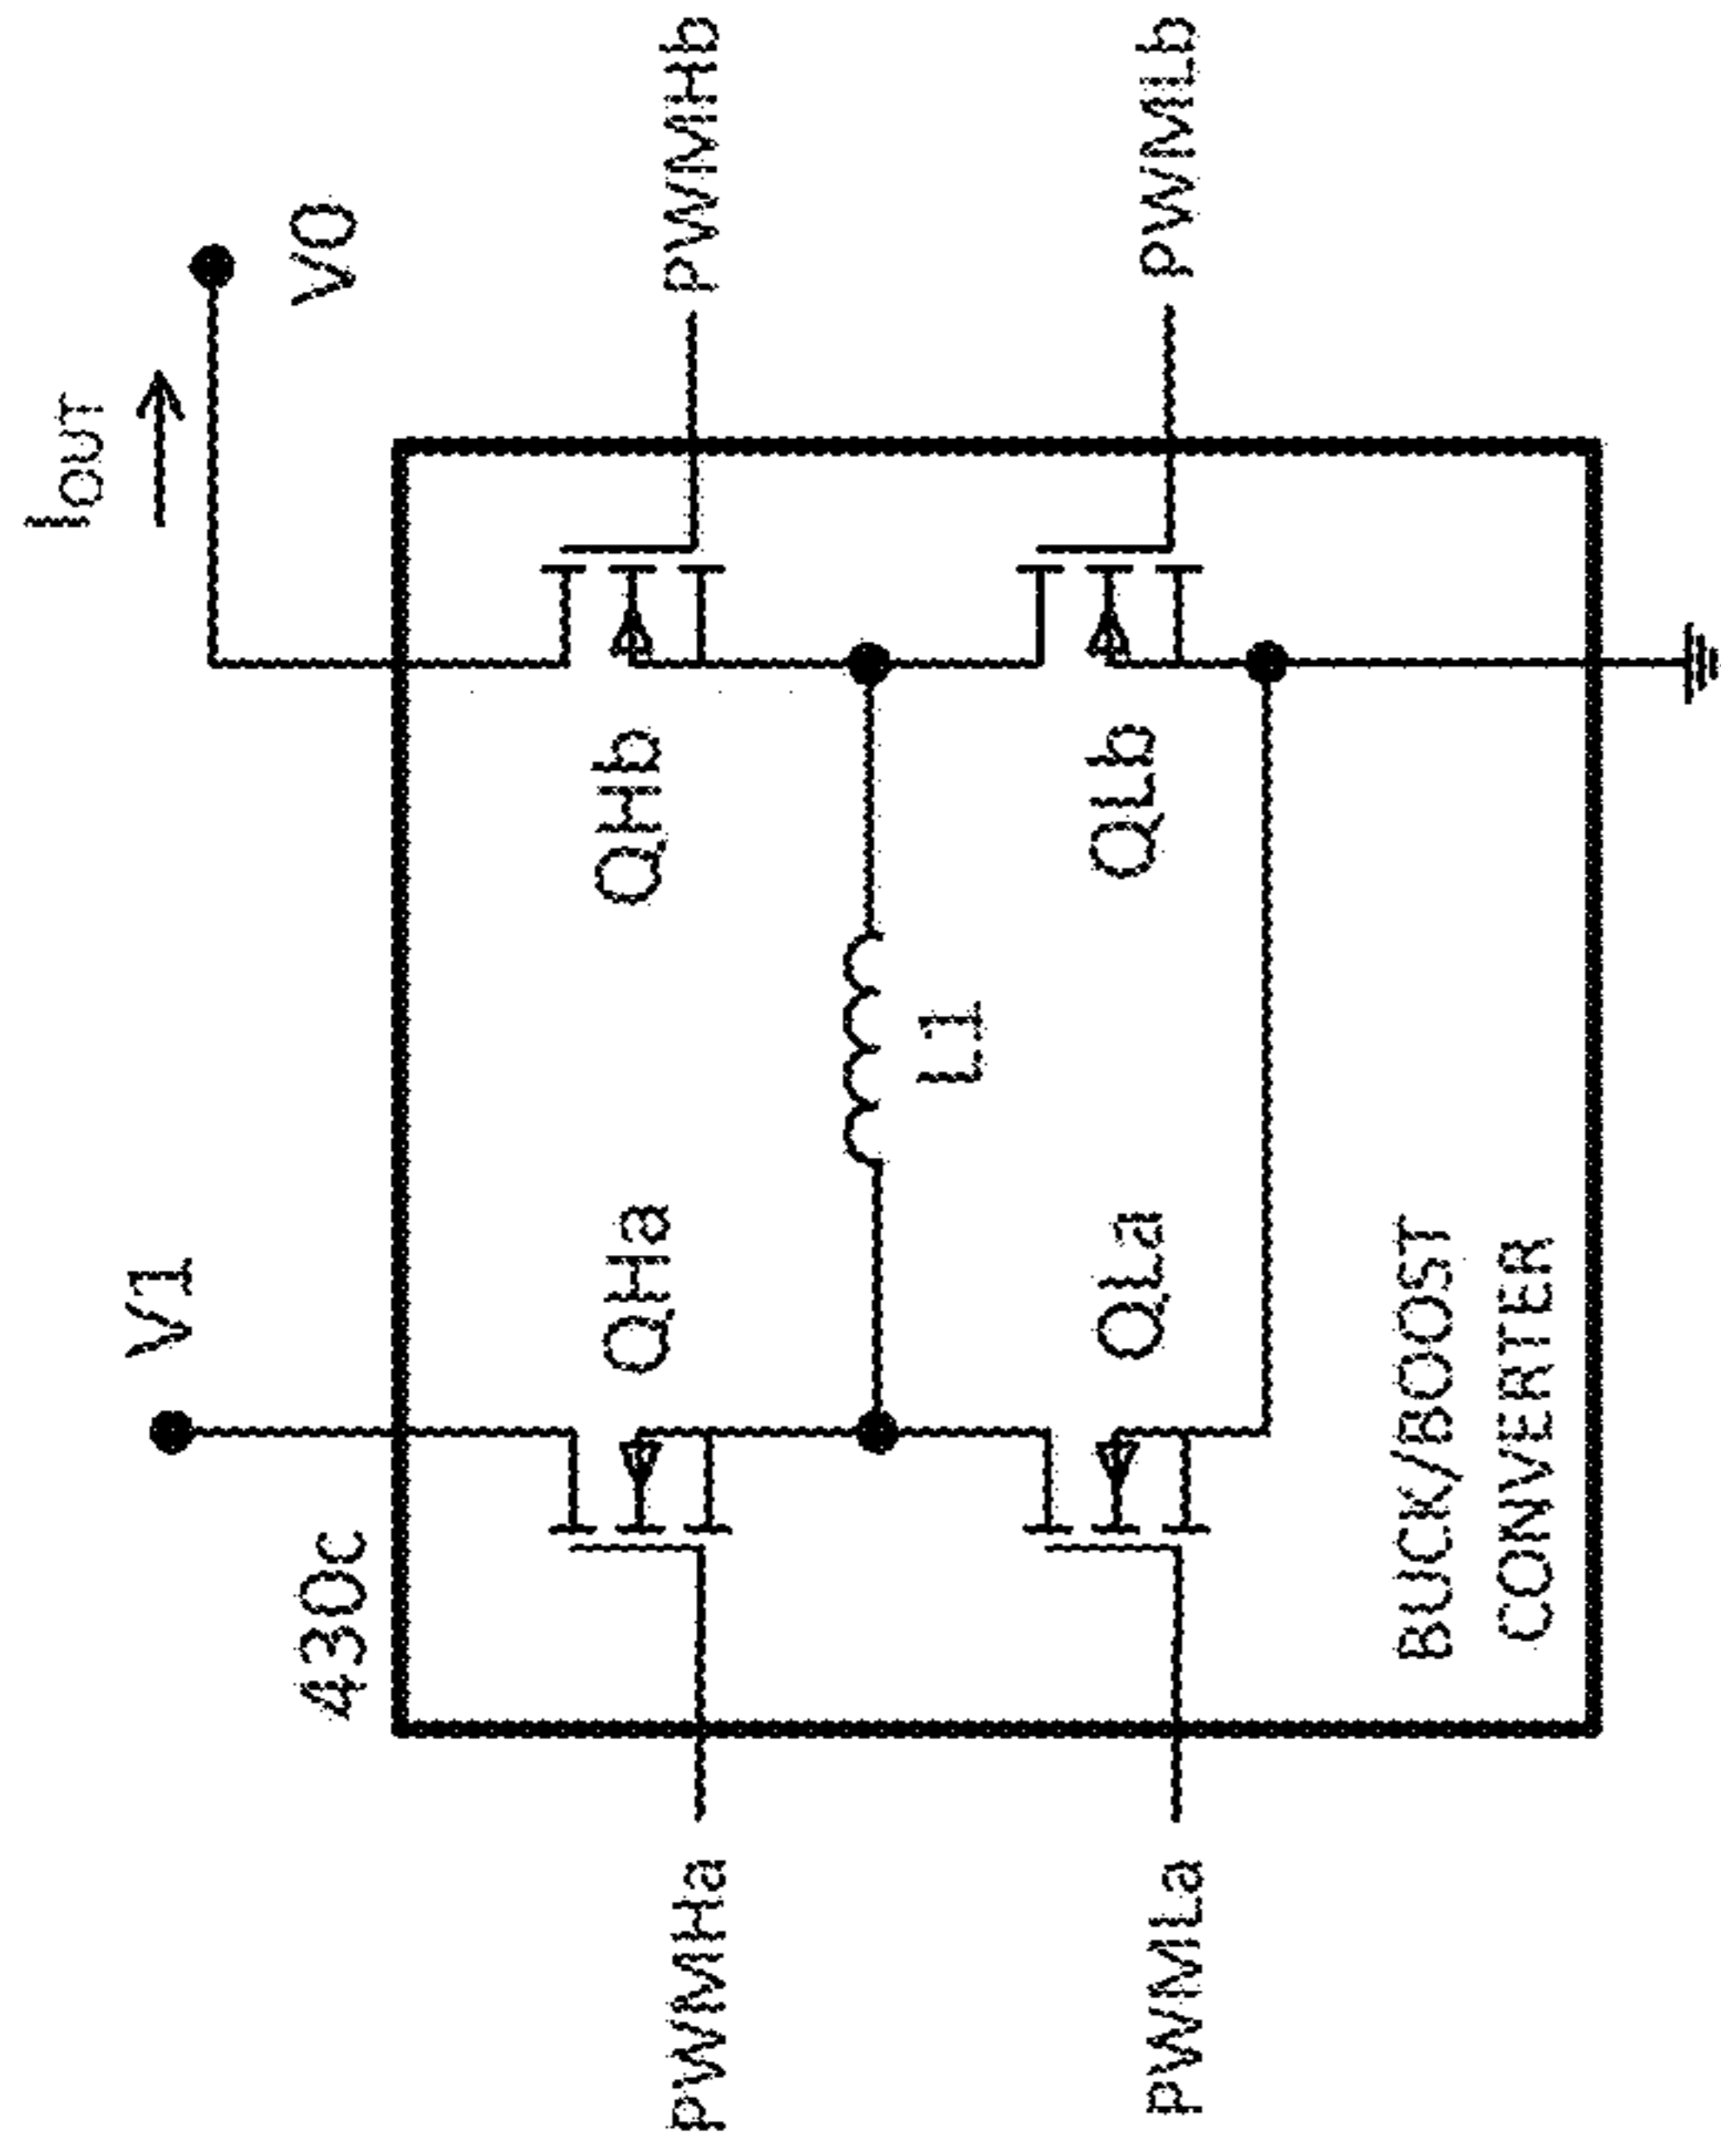 IOUT
V1
430c
V0
QHa
QHb
pWMHa
pWMHb
L1
QLa
QLb
pWMLa
pWMLb
BUCK/BOOST
CONVERTER